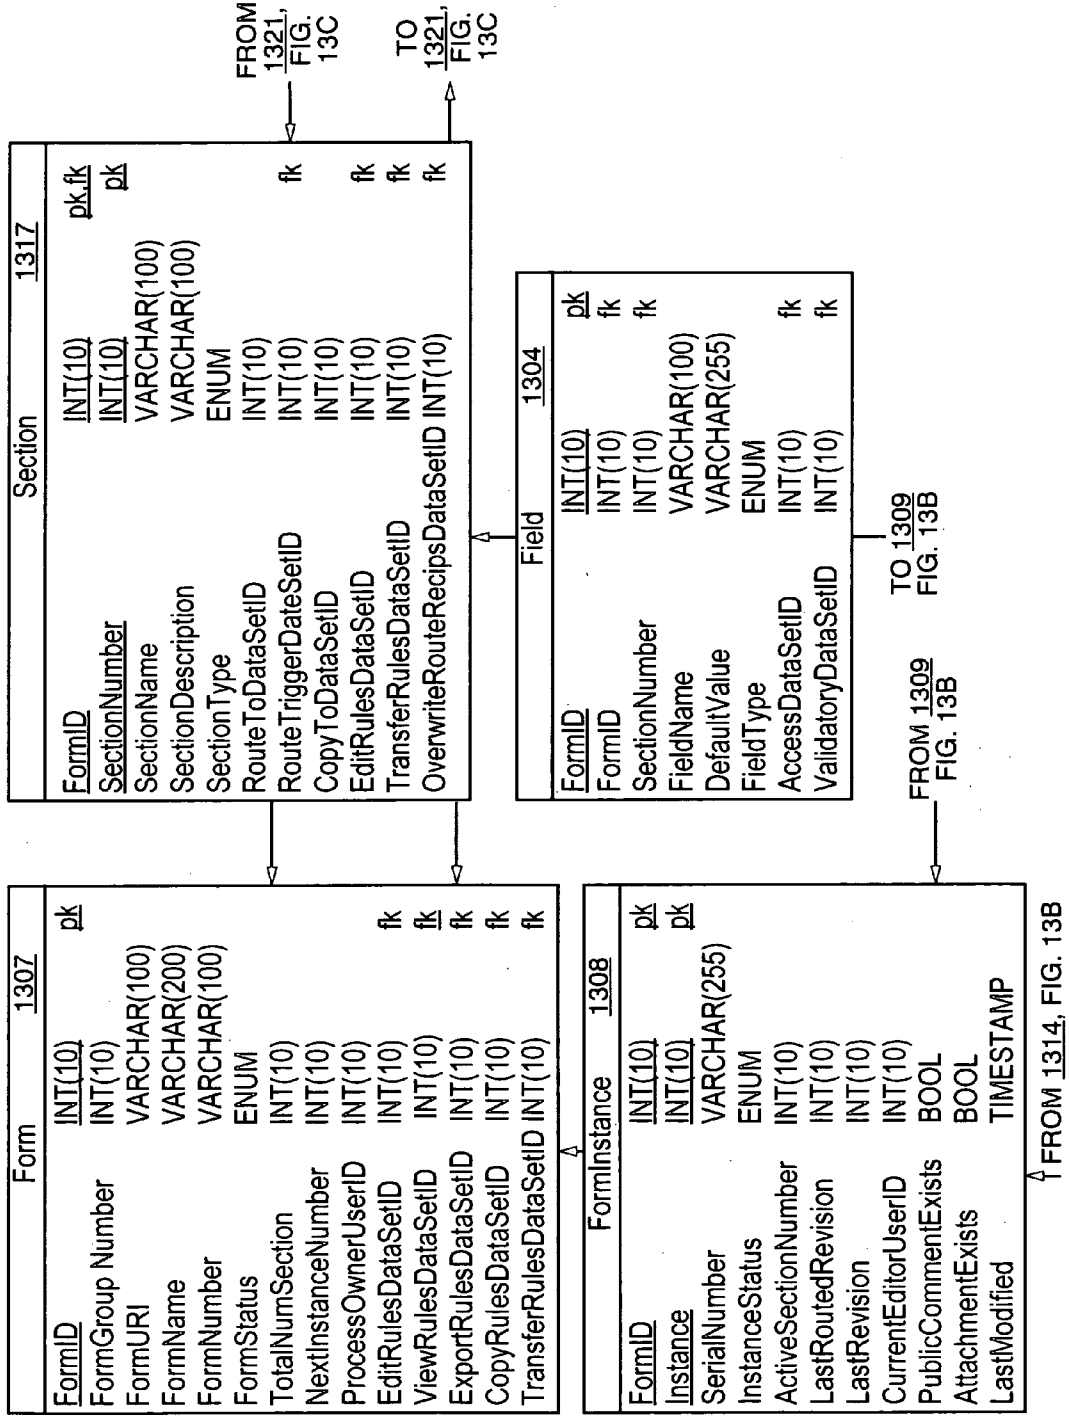 Form 1307
FormID INT(10) pk
FormGroup Number INT(10)
FormURI VARCHAR(100)
FormName VARCHAR(200)
FormNumber VARCHAR(100)
FormStatus ENUM
TotalNumSection INT(10)
NextInstanceNumber INT(10)
ProcessOwnerUserID INT(10)
EditRulesDataSetID INT(10) fk
ViewRulesDataSetID INT(10) fk
ExportRulesDataSetID INT(10) fk
CopyRulesDataSetID INT(10) fk
TransferRulesDataSetID INT(10) fk
Section 1317
FormID INT(10) pk,fk
SectionNumber INT(10) pk
SectionName VARCHAR(100)
SectionDescription VARCHAR(100)
SectionType ENUM
RouteToDataSetID INT(10)
RouteTriggerDateSetID INT(10) fk
CopyToDataSetID INT(10)
EditRulesDataSetID INT(10) fk
TransferRulesDataSetID INT(10) fk
OverwriteRouteRecipsDataSetID INT(10) fk
FROM
1321,
FIG.
13C
TO
1321,
FIG.
13C
FormInstance 1308
FormID INT(10) pk
Instance INT(10) pk
SerialNumber VARCHAR(255)
InstanceStatus ENUM
ActiveSectionNumber INT(10)
LastRoutedRevision INT(10)
LastRevision INT(10)
CurrentEditorUserID INT(10)
PublicCommentExists BOOL
AttachmentExists BOOL
LastModified TIMESTAMP
FROM 1314, FIG. 13B
FROM 1309
FIG. 13B
Field 1304
FormID INT(10) pk
FormID INT(10) fk
SectionNumber INT(10) fk
FieldName VARCHAR(100)
DefaultValue VARCHAR(255)
FieldType ENUM
AccessDataSetID INT(10) fk
ValidatoryDataSetID INT(10) fk
TO 1309
FIG. 13B